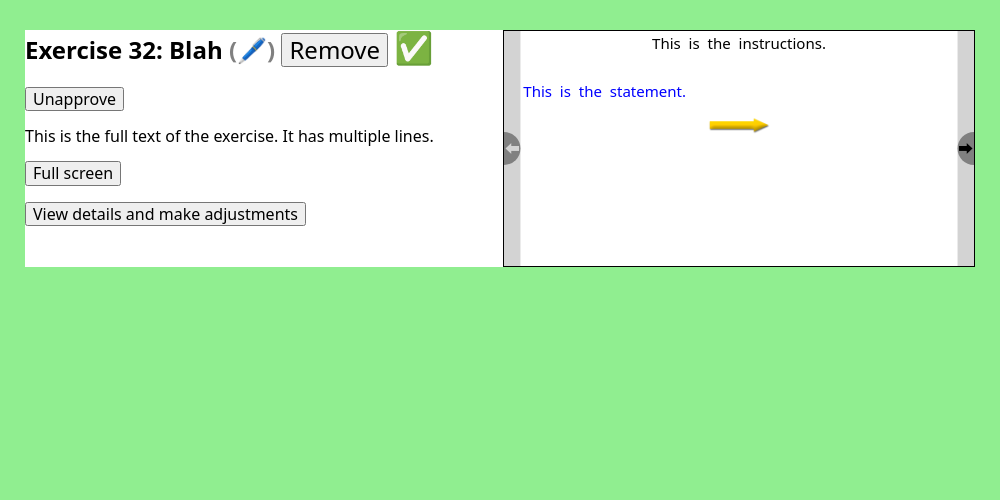 Exercise 32: Blah (🖊️) Remove ✅
Unapprove
This is the full text of the exercise. It has multiple lines.
Full screen
View details and make adjustments
This is the instructions.
This is the statement.